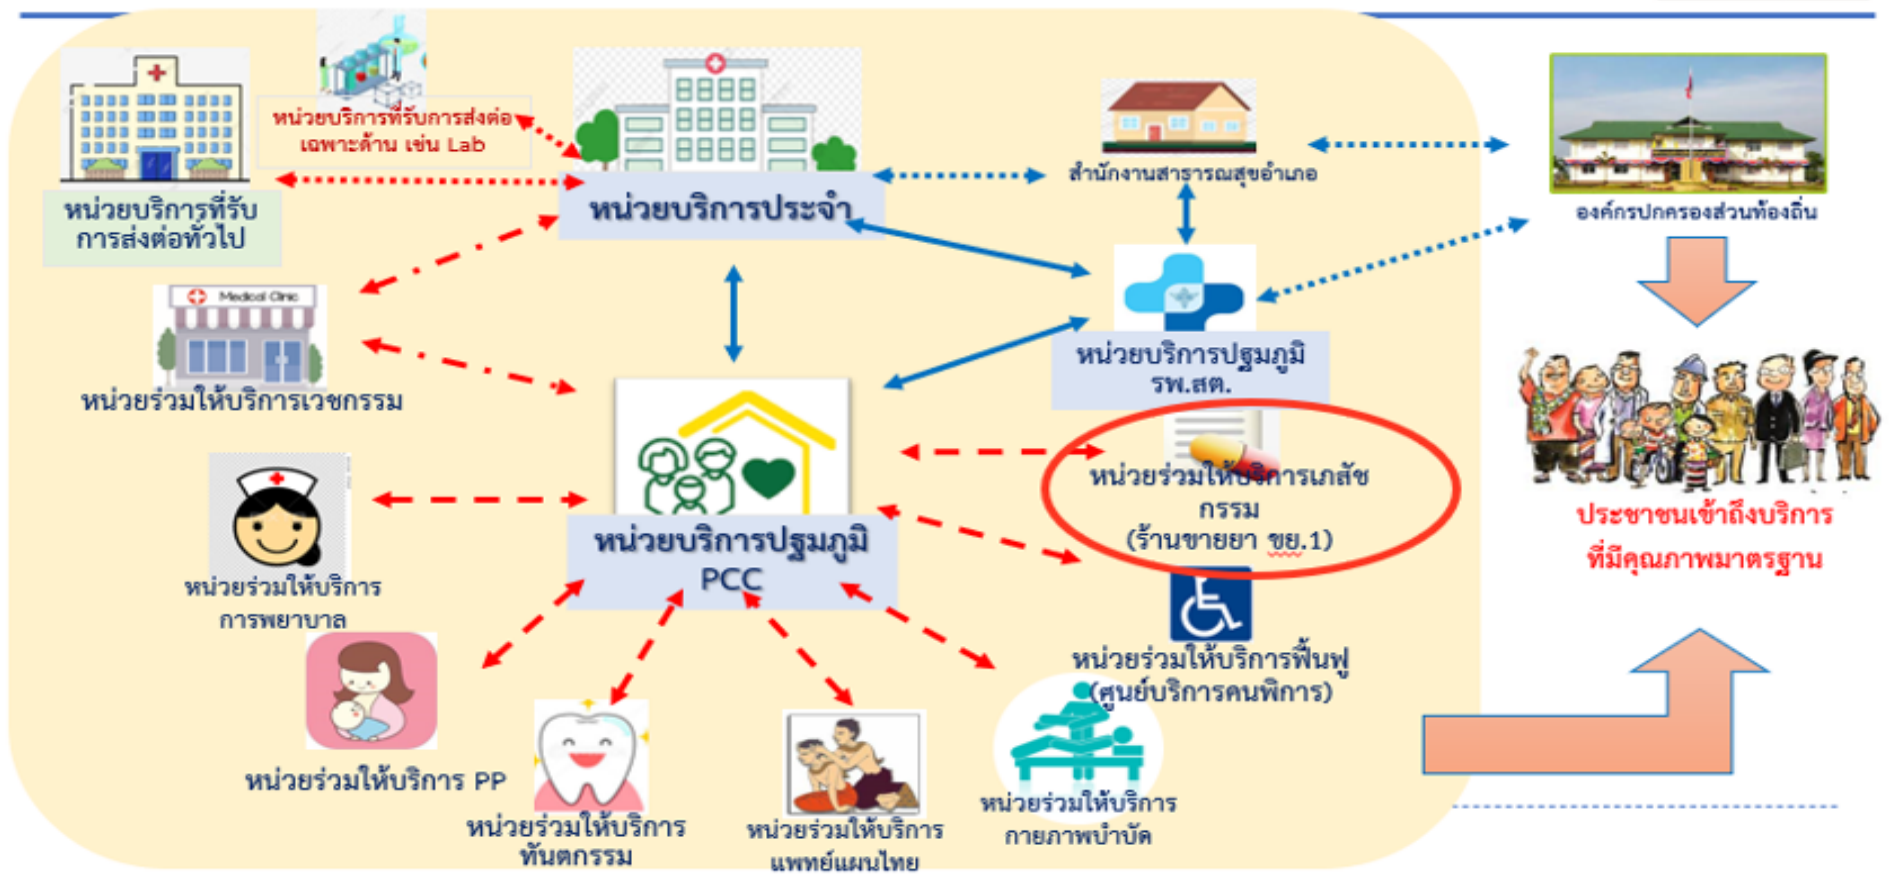 หน่วยบริการที่รับการส่งต่อ
เฉพาะด้าน เช่น Lab
หน่วยบริการที่รับ
การส่งต่อทั่วไป
หน่วยบริการประจำ
สำนักงานสาธารณสุขอำเภอ
องค์กรปกครองส่วนท้องถิ่น
Medical Clinic
หน่วยร่วมให้บริการเวชกรรม
หน่วยบริการปฐมภูมิ
รพ.สต.
หน่วยร่วมให้บริการเภสัช
กรรม
(ร้านขายยา ขย.1)
ประชาชนเข้าถึงบริการ
ที่มีคุณภาพมาตรฐาน
หน่วยบริการปฐมภูมิ
PCC
หน่วยร่วมให้บริการ
การพยาบาล
หน่วยร่วมให้บริการฟื้นฟู
(ศูนย์บริการคนพิการ)
หน่วยร่วมให้บริการ PP
หน่วยร่วมให้บริการ
ทันตกรรม
หน่วยร่วมให้บริการ
แพทย์แผนไทย
หน่วยร่วมให้บริการ
กายภาพบำบัด